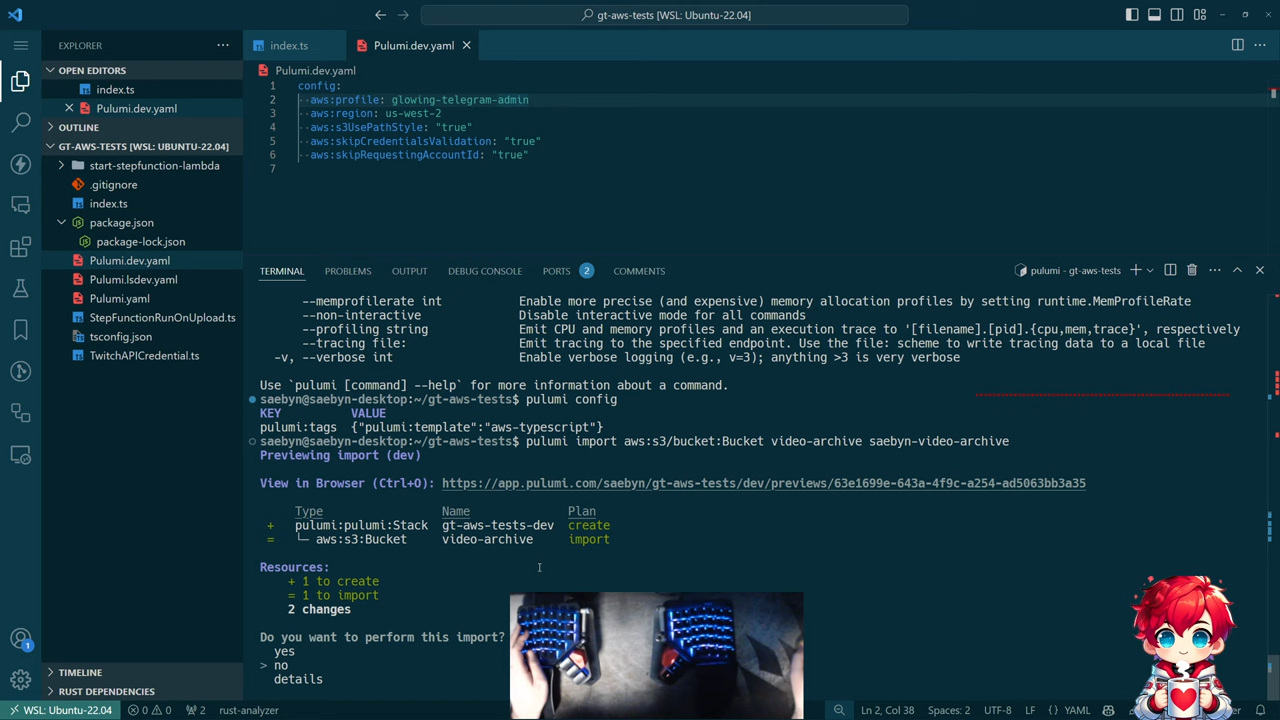 gt-aws-tests [WSL: Ubuntu-22.04]
EXPLORER
OPEN EDITORS
index.ts
Pulumi.dev.yaml
OUTLINE
GT-AWS-TESTS [WSL: UBUNTU-22.04]
start-stepfunction-lambda
.gitignore
index.ts
package.json
package-lock.json
Pulumi.dev.yaml
Pulumi.lsdev.yaml
Pulumi.yaml
StepFunctionRunOnUpload.ts
tsconfig.json
TwitchAPICredential.ts
TIMELINE
RUST DEPENDENCIES
index.ts
Pulumi.dev.yaml
Pulumi.dev.yaml
1 config:
2 aws:profile: glowing-telegram-admin
3 aws:region: us-west-2
4 aws:s3UsePathStyle: "true"
5 aws:skipCredentialsValidation: "true"
6 aws:skipRequestingAccountId: "true"
7
TERMINAL PROBLEMS OUTPUT DEBUG CONSOLE PORTS 2 COMMENTS
pulumi - gt-aws-tests
--memprofilerate int Enable more precise (and expensive) memory allocation profiles by setting runtime.MemProfileRate
--non-interactive Disable interactive mode for all commands
--profiling string Emit CPU and memory profiles and an execution trace to '[filename].[pid].{cpu,mem,trace}', respectively
--tracing file: Emit tracing to the specified endpoint. Use the file: scheme to write tracing data to a local file
-v, --verbose int Enable verbose logging (e.g., v=3); anything >3 is very verbose
Use `pulumi [command] --help` for more information about a command.
saebyn@saebyn-desktop:~/gt-aws-tests$ pulumi config
KEY VALUE
pulumi:tags {"pulumi:template":"aws-typescript"}
saebyn@saebyn-desktop:~/gt-aws-tests$ pulumi import aws:s3/bucket:Bucket video-archive saebyn-video-archive
Previewing import (dev)
View in Browser (Ctrl+O): https://app.pulumi.com/saebyn/gt-aws-tests/dev/previews/63e1699e-643a-4f9c-a254-ad5063bb3a35
Type Name Plan
+ pulumi:pulumi:Stack gt-aws-tests-dev create
= └─ aws:s3:Bucket video-archive import
Resources:
+ 1 to create
= 1 to import
2 changes
Do you want to perform this import?
yes
> no
details
1
WSL: Ubuntu-22.04
0 0
2
rust-analyzer
Ln 2, Col 38
Spaces: 2
UTF-8
LF
{ } YAML